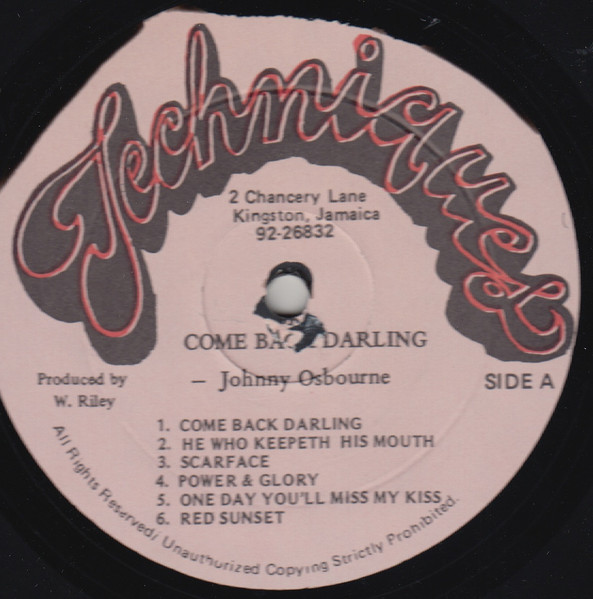 Techniques
2 Chancery Lane
Kingston, Jamaica
92-26832
COME BACK DARLING
– Johnny Osbourne
Produced by
W. Riley
SIDE A
1. COME BACK DARLING
2. HE WHO KEEPETH HIS MOUTH
3. SCARFACE
4. POWER & GLORY
5. ONE DAY YOU'LL MISS MY KISS
6. RED SUNSET
All Rights Reserved/ Unauthorized Copying Strictly Prohibited.